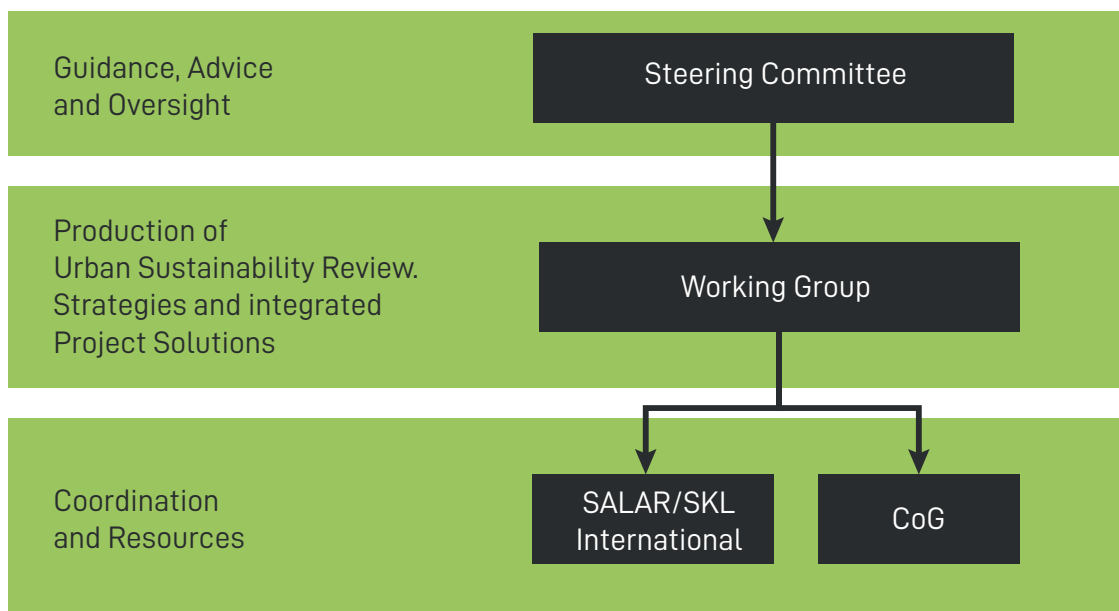 Guidance, Advice
and Oversight
Steering Committee
Production of
Urban Sustainability Review.
Strategies and integrated
Project Solutions
Working Group
Coordination
and Resources
SALAR/SKL
International
CoG